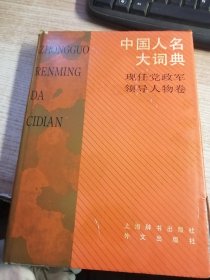 ZHONGGUO
RENMING
DA
CIDIAN
中国人名
大词典
现任党政军
领导人物卷
上海辞书出版社
外文出版社